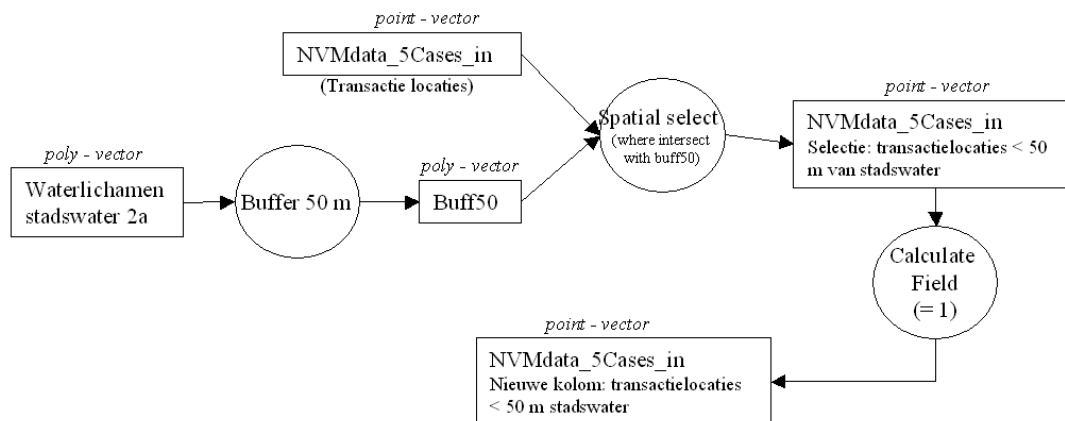 point - vector
NVMdata_5Cases_in
(Transactie locaties)
poly - vector
Waterlichamen
stadswater 2a
Buffer 50 m
poly - vector
Buff50
Spatial select
(where intersect
with buff50)
point - vector
NVMdata_5Cases_in
Selectie: transactielocaties < 50
m van stadswater
Calculate
Field
(= 1)
point - vector
NVMdata_5Cases_in
Nieuwe kolom: transactielocaties
< 50 m stadswater